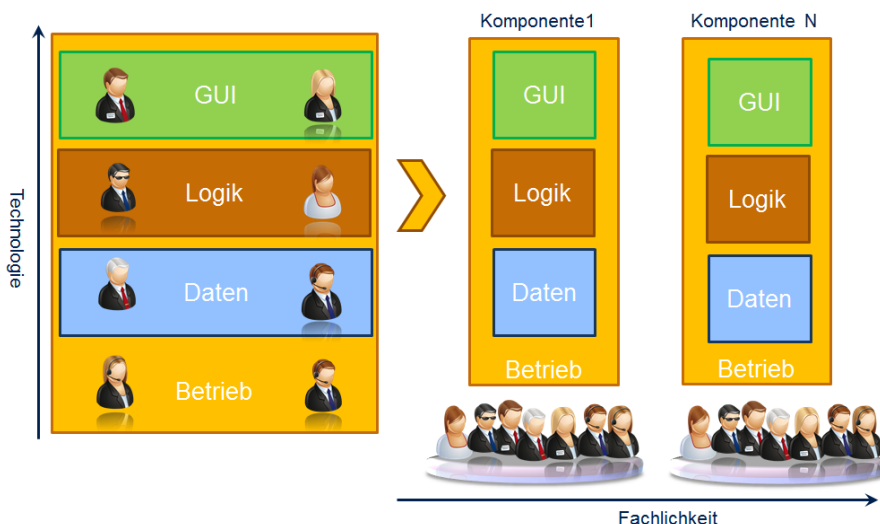 Komponente1
Komponente N
Technologie
GUI
Logik
Daten
Betrieb
GUI
Logik
Daten
Betrieb
GUI
Logik
Daten
Betrieb
Fachlichkeit